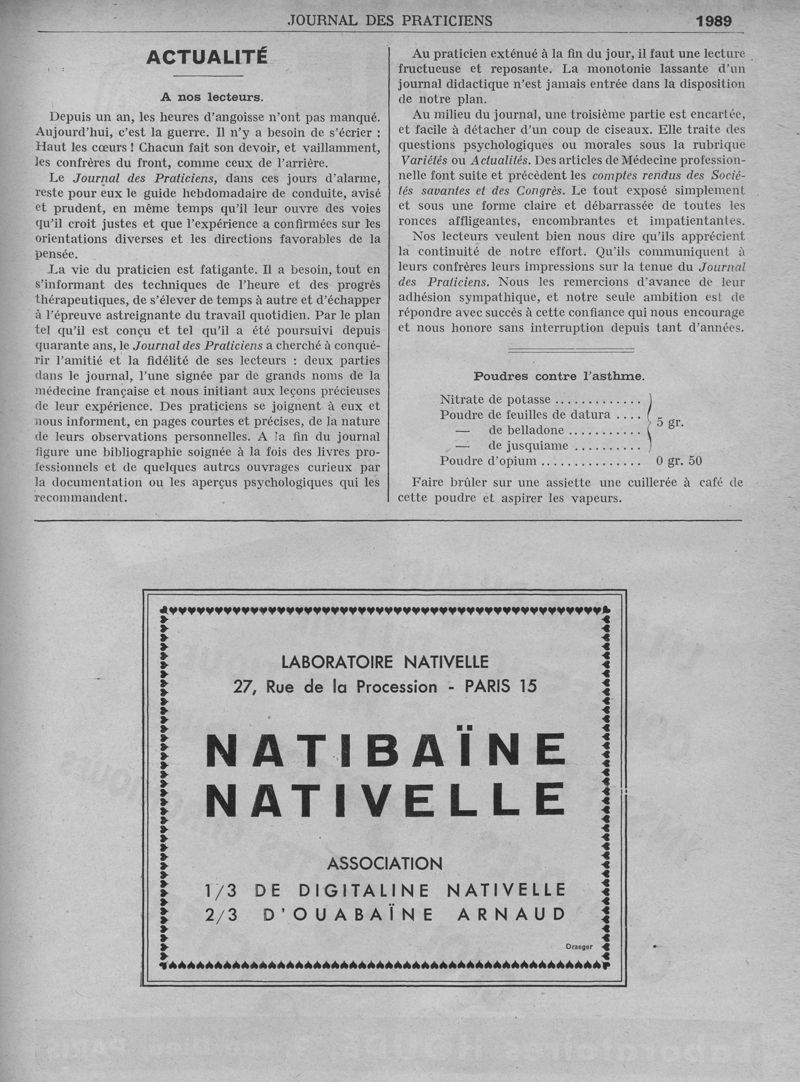 JOURNAL DES PRATICIENS 1989
ACTUALITÉ
A nos lecteurs.
Depuis un an, les heures d'angoisse n'ont pas manqué.
Aujourd'hui, c'est la guerre. Il n'y a besoin de s'écrier :
Haut les cœurs ! Chacun fait son devoir, et vaillamment,
les confrères du front, comme ceux de l'arrière.
Le Journal des Praticiens, dans ces jours d'alarme,
reste pour eux le guide hebdomadaire de conduite, avisé
et prudent, en même temps qu'il leur ouvre des voies
qu'il croit justes et que l'expérience a confirmées sur les
orientations diverses et les directions favorables de la
pensée.
La vie du praticien est fatigante. Il a besoin, tout en
s'informant des techniques de l'heure et des progrès
thérapeutiques, de s'élever de temps à autre et d'échapper
à l'épreuve astreignante du travail quotidien. Par le plan
tel qu'il est conçu et tel qu'il a été poursuivi depuis
quarante ans, le Journal des Praticiens a cherché à conqué-
rir l'amitié et la fidélité de ses lecteurs : deux parties
dans le journal, l'une signée par de grands noms de la
médecine française et nous initiant aux leçons précieuses
de leur expérience. Des praticiens se joignent à eux et
nous informent, en pages courtes et précises, de la nature
de leurs observations personnelles. A la fin du journal
figure une bibliographie soignée à la fois des livres pro-
fessionnels et de quelques autres ouvrages curieux par
la documentation ou les aperçus psychologiques qui les
recommandent.
Au praticien exténué à la fin du jour, il faut une lecture
fructueuse et reposante. La monotonie lassante d'un
journal didactique n'est jamais entrée dans la disposition
de notre plan.
Au milieu du journal, une troisième partie est encartée,
et facile à détacher d'un coup de ciseaux. Elle traite des
questions psychologiques ou morales sous la rubrique
Variétés ou Actualités. Des articles de Médecine profession-
nelle font suite et précèdent les comptes rendus des Socié-
tés savantes et des Congrès. Le tout exposé simplement
et sous une forme claire et débarrassée de toutes les
ronces affligeantes, encombrantes et impatientantes.
Nos lecteurs veulent bien nous dire qu'ils apprécient
la continuité de notre effort. Qu'ils communiquent à
leurs confrères leurs impressions sur la tenue du Journal
des Praticiens. Nous les remercions d'avance de leur
adhésion sympathique, et notre seule ambition est de
répondre avec succès à cette confiance qui nous encourage
et nous honore sans interruption depuis tant d'années.
Poudres contre l'asthme.
Nitrate de potasse .............
Poudre de feuilles de datura ....
— de belladone ........... 5 gr.
— de jusquiame ..........
Poudre d'opium ............... 0 gr. 50
Faire brûler sur une assiette une cuillerée à café de
cette poudre et aspirer les vapeurs.
LABORATOIRE NATIVELLE
27, Rue de la Procession - PARIS 15
NATIBAÏNE
NATIVELLE
ASSOCIATION
1/3 DE DIGITALINE NATIVELLE
2/3 D'OUABAÏNE ARNAUD
Draeger